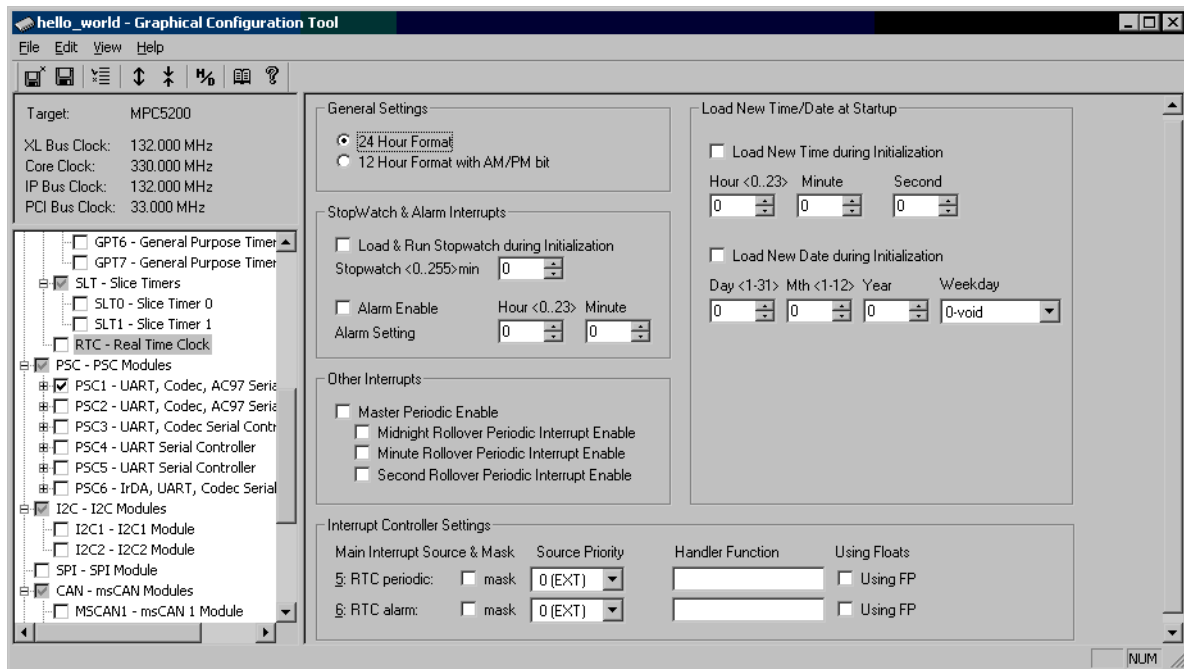 hello_world - Graphical Configuration Tool
File Edit View Help
H/D
Target: MPC5200
XL Bus Clock: 132.000 MHz
Core Clock: 330.000 MHz
IP Bus Clock: 132.000 MHz
PCI Bus Clock: 33.000 MHz
GPT6 - General Purpose Timer
GPT7 - General Purpose Timer
SLT - Slice Timers
SLT0 - Slice Timer 0
SLT1 - Slice Timer 1
RTC - Real Time Clock
PSC - PSC Modules
PSC1 - UART, Codec, AC97 Seria
PSC2 - UART, Codec, AC97 Seria
PSC3 - UART, Codec Serial Contr
PSC4 - UART Serial Controller
PSC5 - UART Serial Controller
PSC6 - IrDA, UART, Codec Serial
I2C - I2C Modules
I2C1 - I2C1 Module
I2C2 - I2C2 Module
SPI - SPI Module
CAN - msCAN Modules
MSCAN1 - msCAN 1 Module
General Settings
24 Hour Format
12 Hour Format with AM/PM bit
StopWatch & Alarm Interrupts
Load & Run Stopwatch during Initialization
Stopwatch <0..255>min 0
Alarm Enable Hour <0..23> Minute
Alarm Setting 0 0
Other Interrupts
Master Periodic Enable
Midnight Rollover Periodic Interrupt Enable
Minute Rollover Periodic Interrupt Enable
Second Rollover Periodic Interrupt Enable
Load New Time/Date at Startup
Load New Time during Initialization
Hour <0..23> Minute Second
0 0 0
Load New Date during Initialization
Day <1-31> Mth <1-12> Year Weekday
0 0 0 0-void
Interrupt Controller Settings
Main Interrupt Source & Mask Source Priority Handler Function Using Floats
5: RTC periodic: mask 0 (EXT) Using FP
6: RTC alarm: mask 0 (EXT) Using FP
NUM